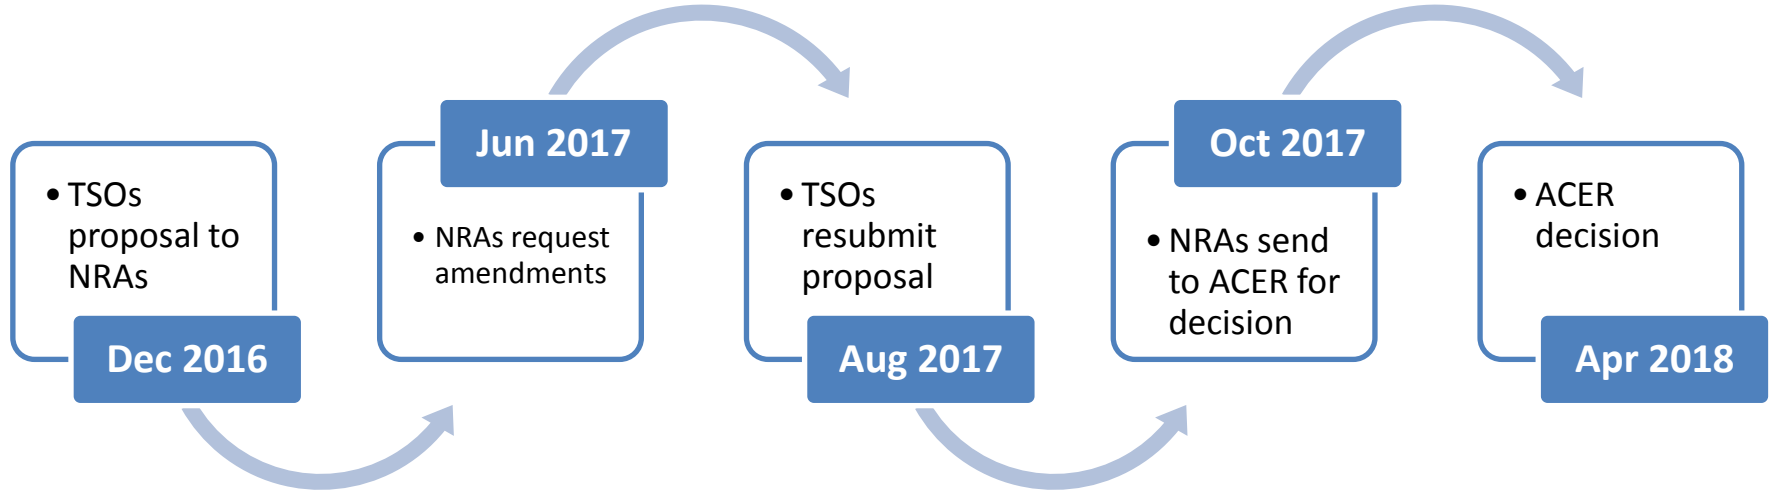 • TSOs
proposal to
NRAs
Dec 2016
Jun 2017
• NRAs request
amendments
• TSOs
resubmit
proposal
Aug 2017
Oct 2017
• NRAs send
to ACER for
decision
• ACER
decision
Apr 2018